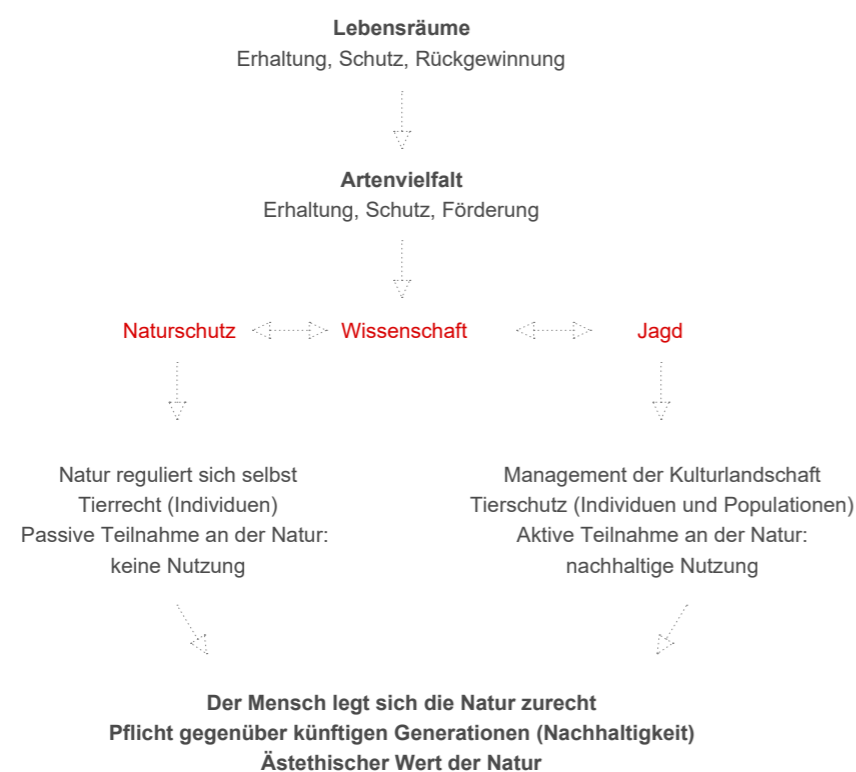 Lebensräume
Erhaltung, Schutz, Rückgewinnung
Artenvielfalt
Erhaltung, Schutz, Förderung
Naturschutz
Wissenschaft
Jagd
Natur reguliert sich selbst
Tierrecht (Individuen)
Passive Teilnahme an der Natur:
keine Nutzung
Management der Kulturlandschaft
Tierschutz (Individuen und Populationen)
Aktive Teilnahme an der Natur:
nachhaltige Nutzung
Der Mensch legt sich die Natur zurecht
Pflicht gegenüber künftigen Generationen (Nachhaltigkeit)
Ästethischer Wert der Natur